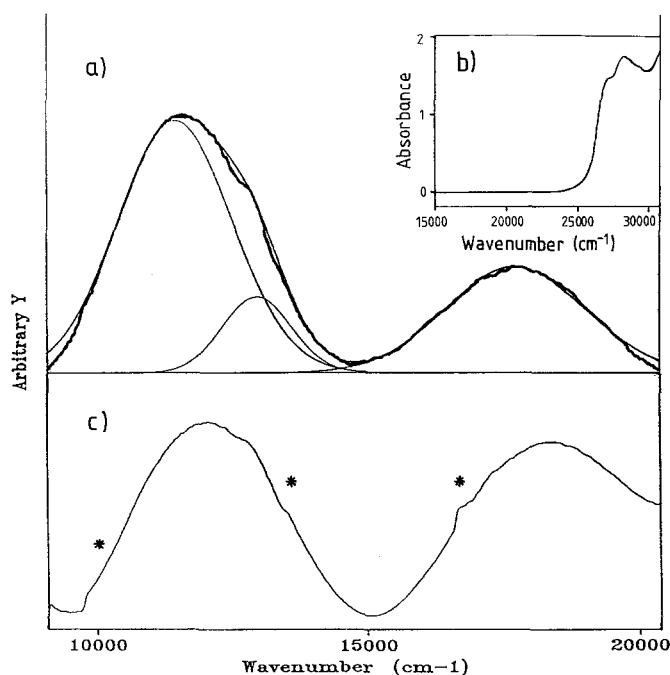 a)
b)
2
1
0
Absorbance
15000 20000 25000 30000
Wavenumber (cm⁻¹)
Arbitrary Y
c)
*
*
*
10000 15000 20000
Wavenumber (cm-1)